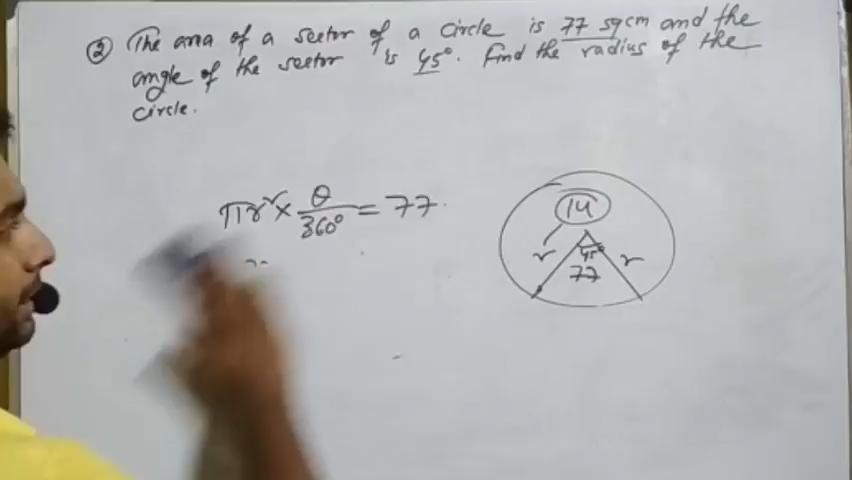 ② The area of a sector of a circle is 77 sqcm and the
angle of the sector is 45°. Find the radius of the
circle.
πr² × θ/360° = 77
22
14
r 45° r
77